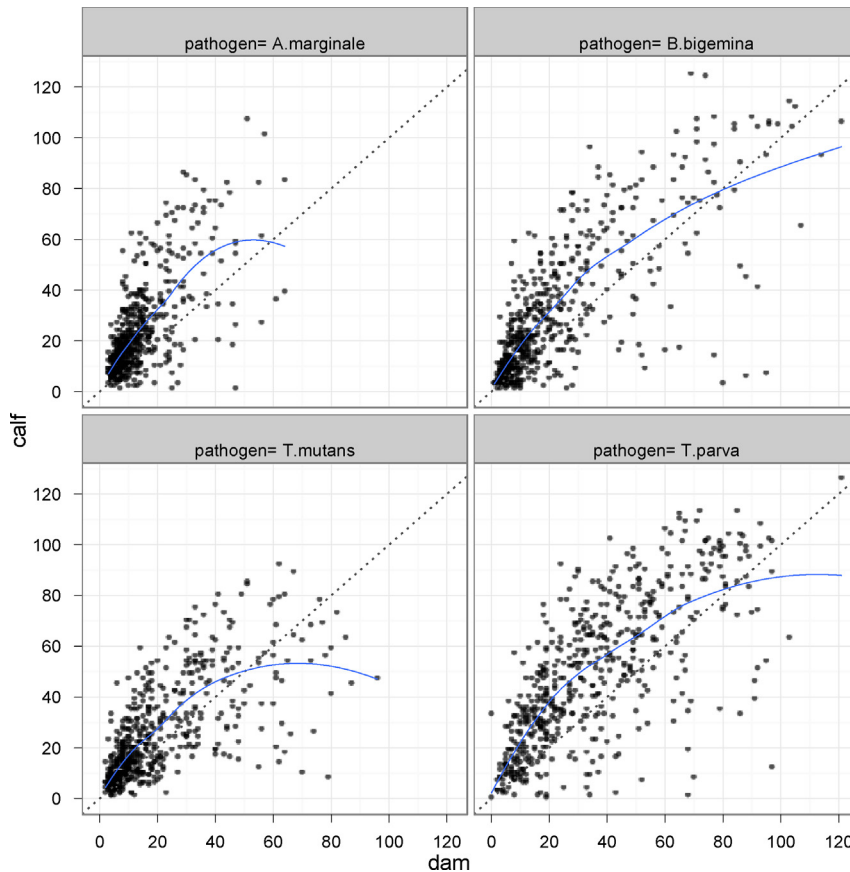 pathogen= A.marginale
pathogen= B.bigemina
120
100
80
60
40
20
0
calf
pathogen= T.mutans
pathogen= T.parva
120
100
80
60
40
20
0
0 20 40 60 80 100 120
0 20 40 60 80 100 120
dam